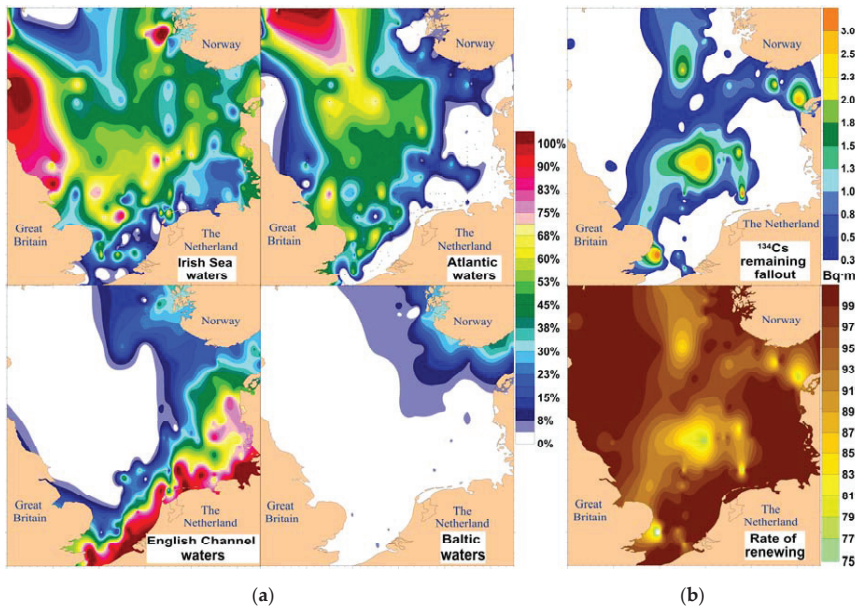 Norway
Great
Britain
The
Netherland
Irish Sea
waters
Norway
Great
Britain
The
Netherland
Atlantic
waters
100%
90%
83%
75%
68%
60%
53%
45%
38%
30%
23%
15%
8%
0%
Norway
Great
Britain
The Netherland
134Cs
remaining
fallout
3.0
2.5
2.3
2.0
1.8
1.5
1.3
1.0
0.8
0.5
0.3
Bq·m
Norway
Great
Britain
The
Netherland
English Channel
waters
Norway
Great
Britain
The
Netherland
Baltic
waters
Norway
Great
Britain
The
Netherland
Rate of
renewing
99
97
95
93
91
89
87
85
83
81
79
77
75
(a)
(b)